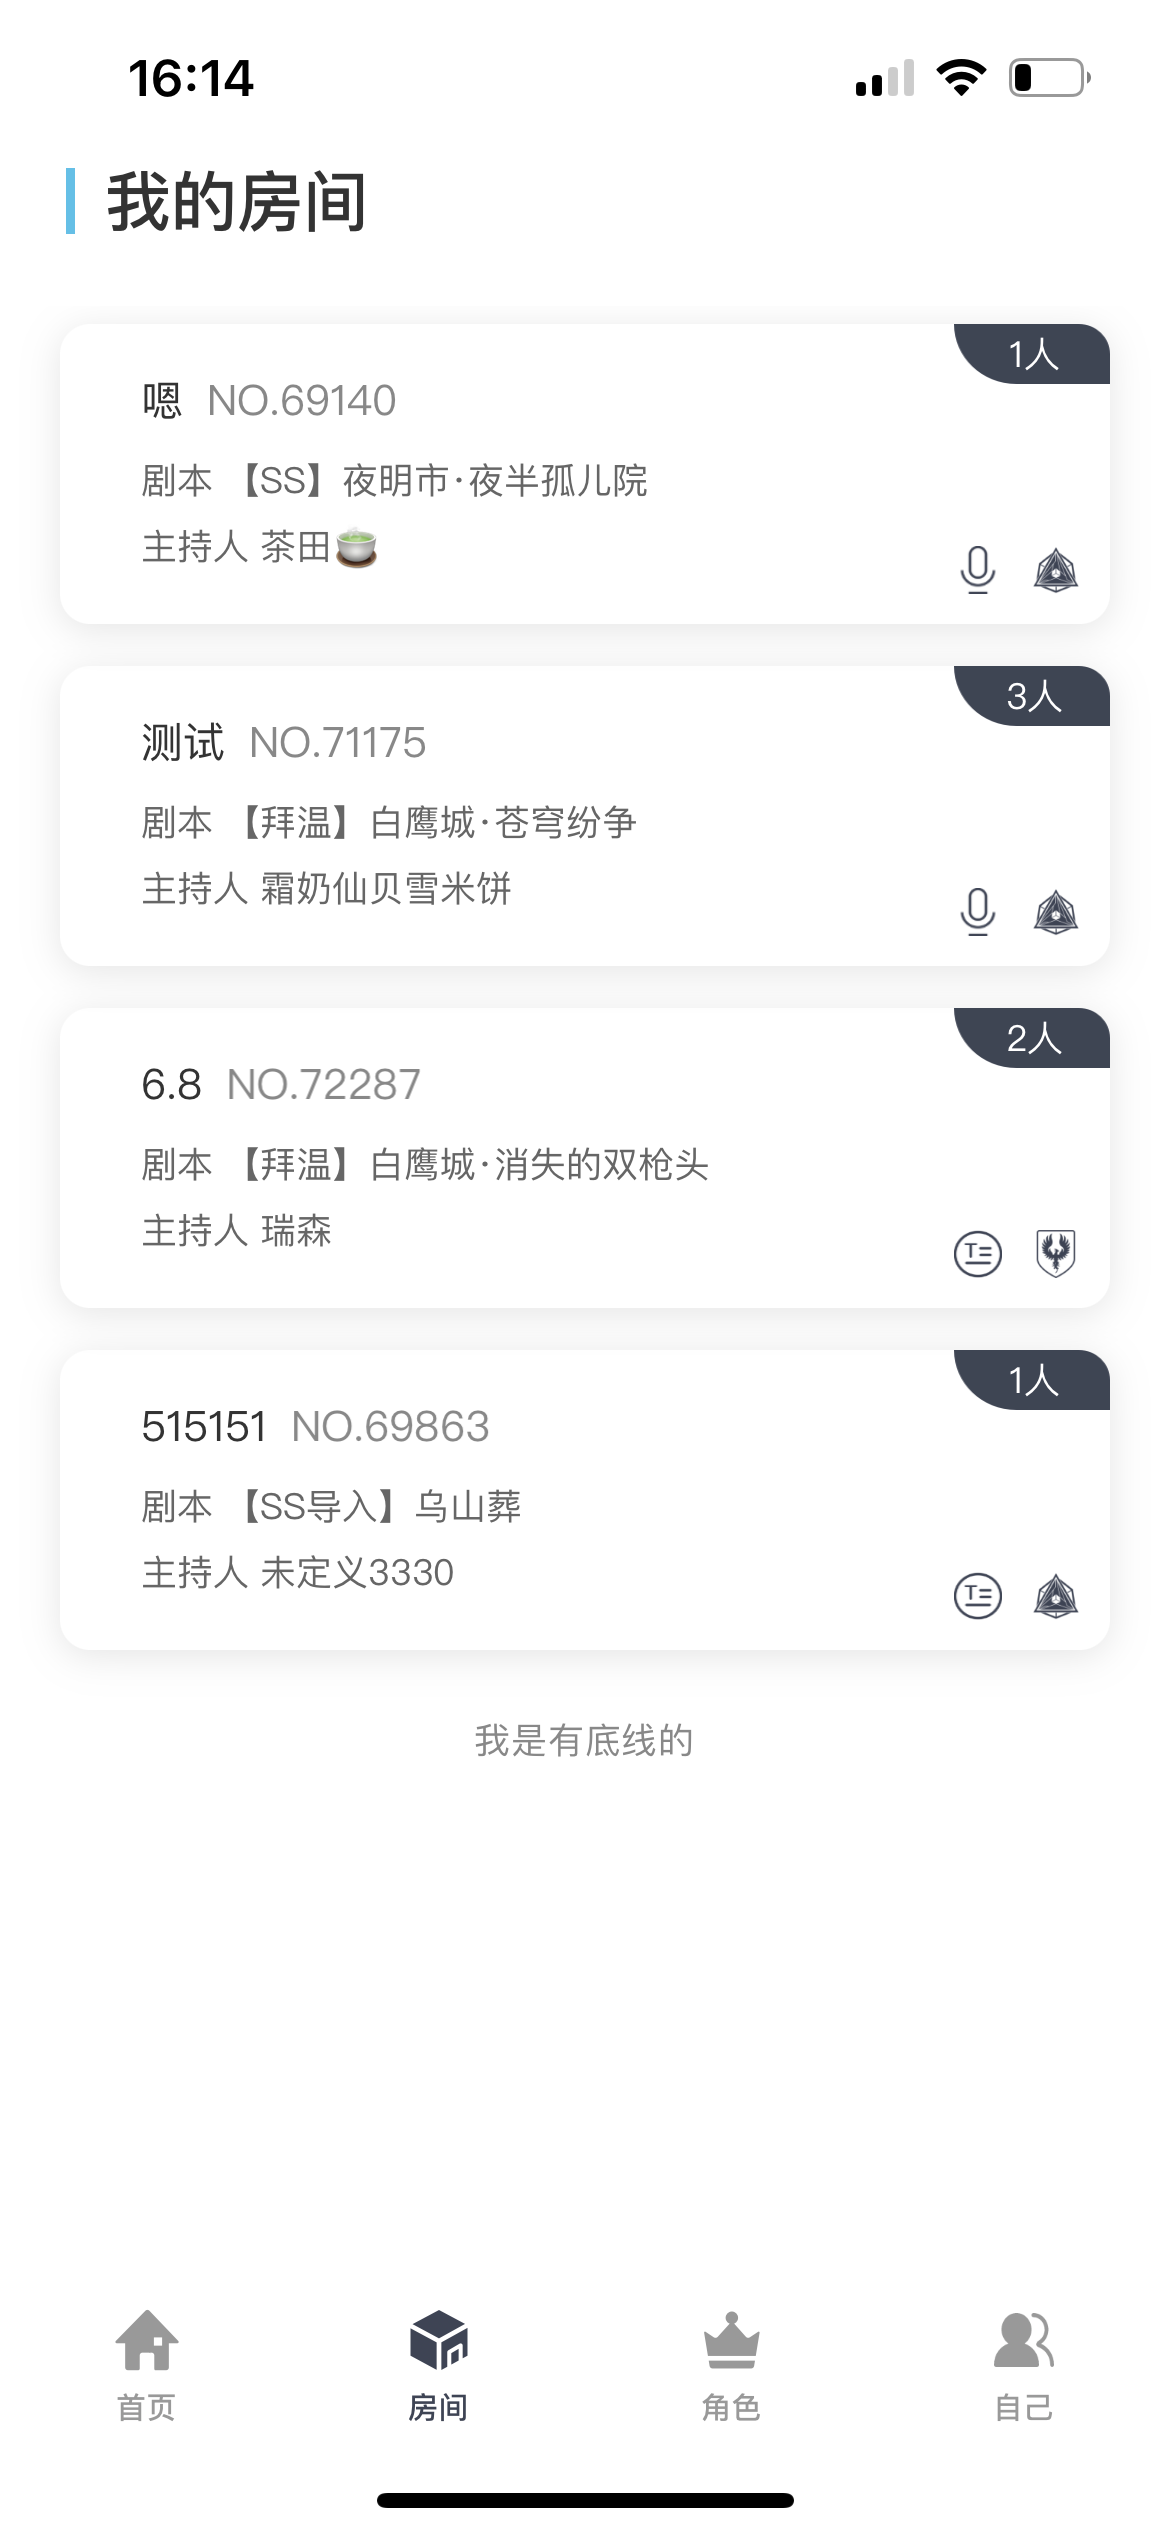 16:14
我的房间
1人
嗯 NO.69140
剧本 【SS】夜明市·夜半孤儿院
主持人 茶田🍵
3人
测试 NO.71175
剧本 【拜温】白鹰城·苍穹纷争
主持人 霜奶仙贝雪米饼
2人
6.8 NO.72287
剧本 【拜温】白鹰城·消失的双枪头
主持人 瑞森
1人
515151 NO.69863
剧本 【SS导入】乌山葬
主持人 未定义3330
我是有底线的
首页 房间 角色 自己